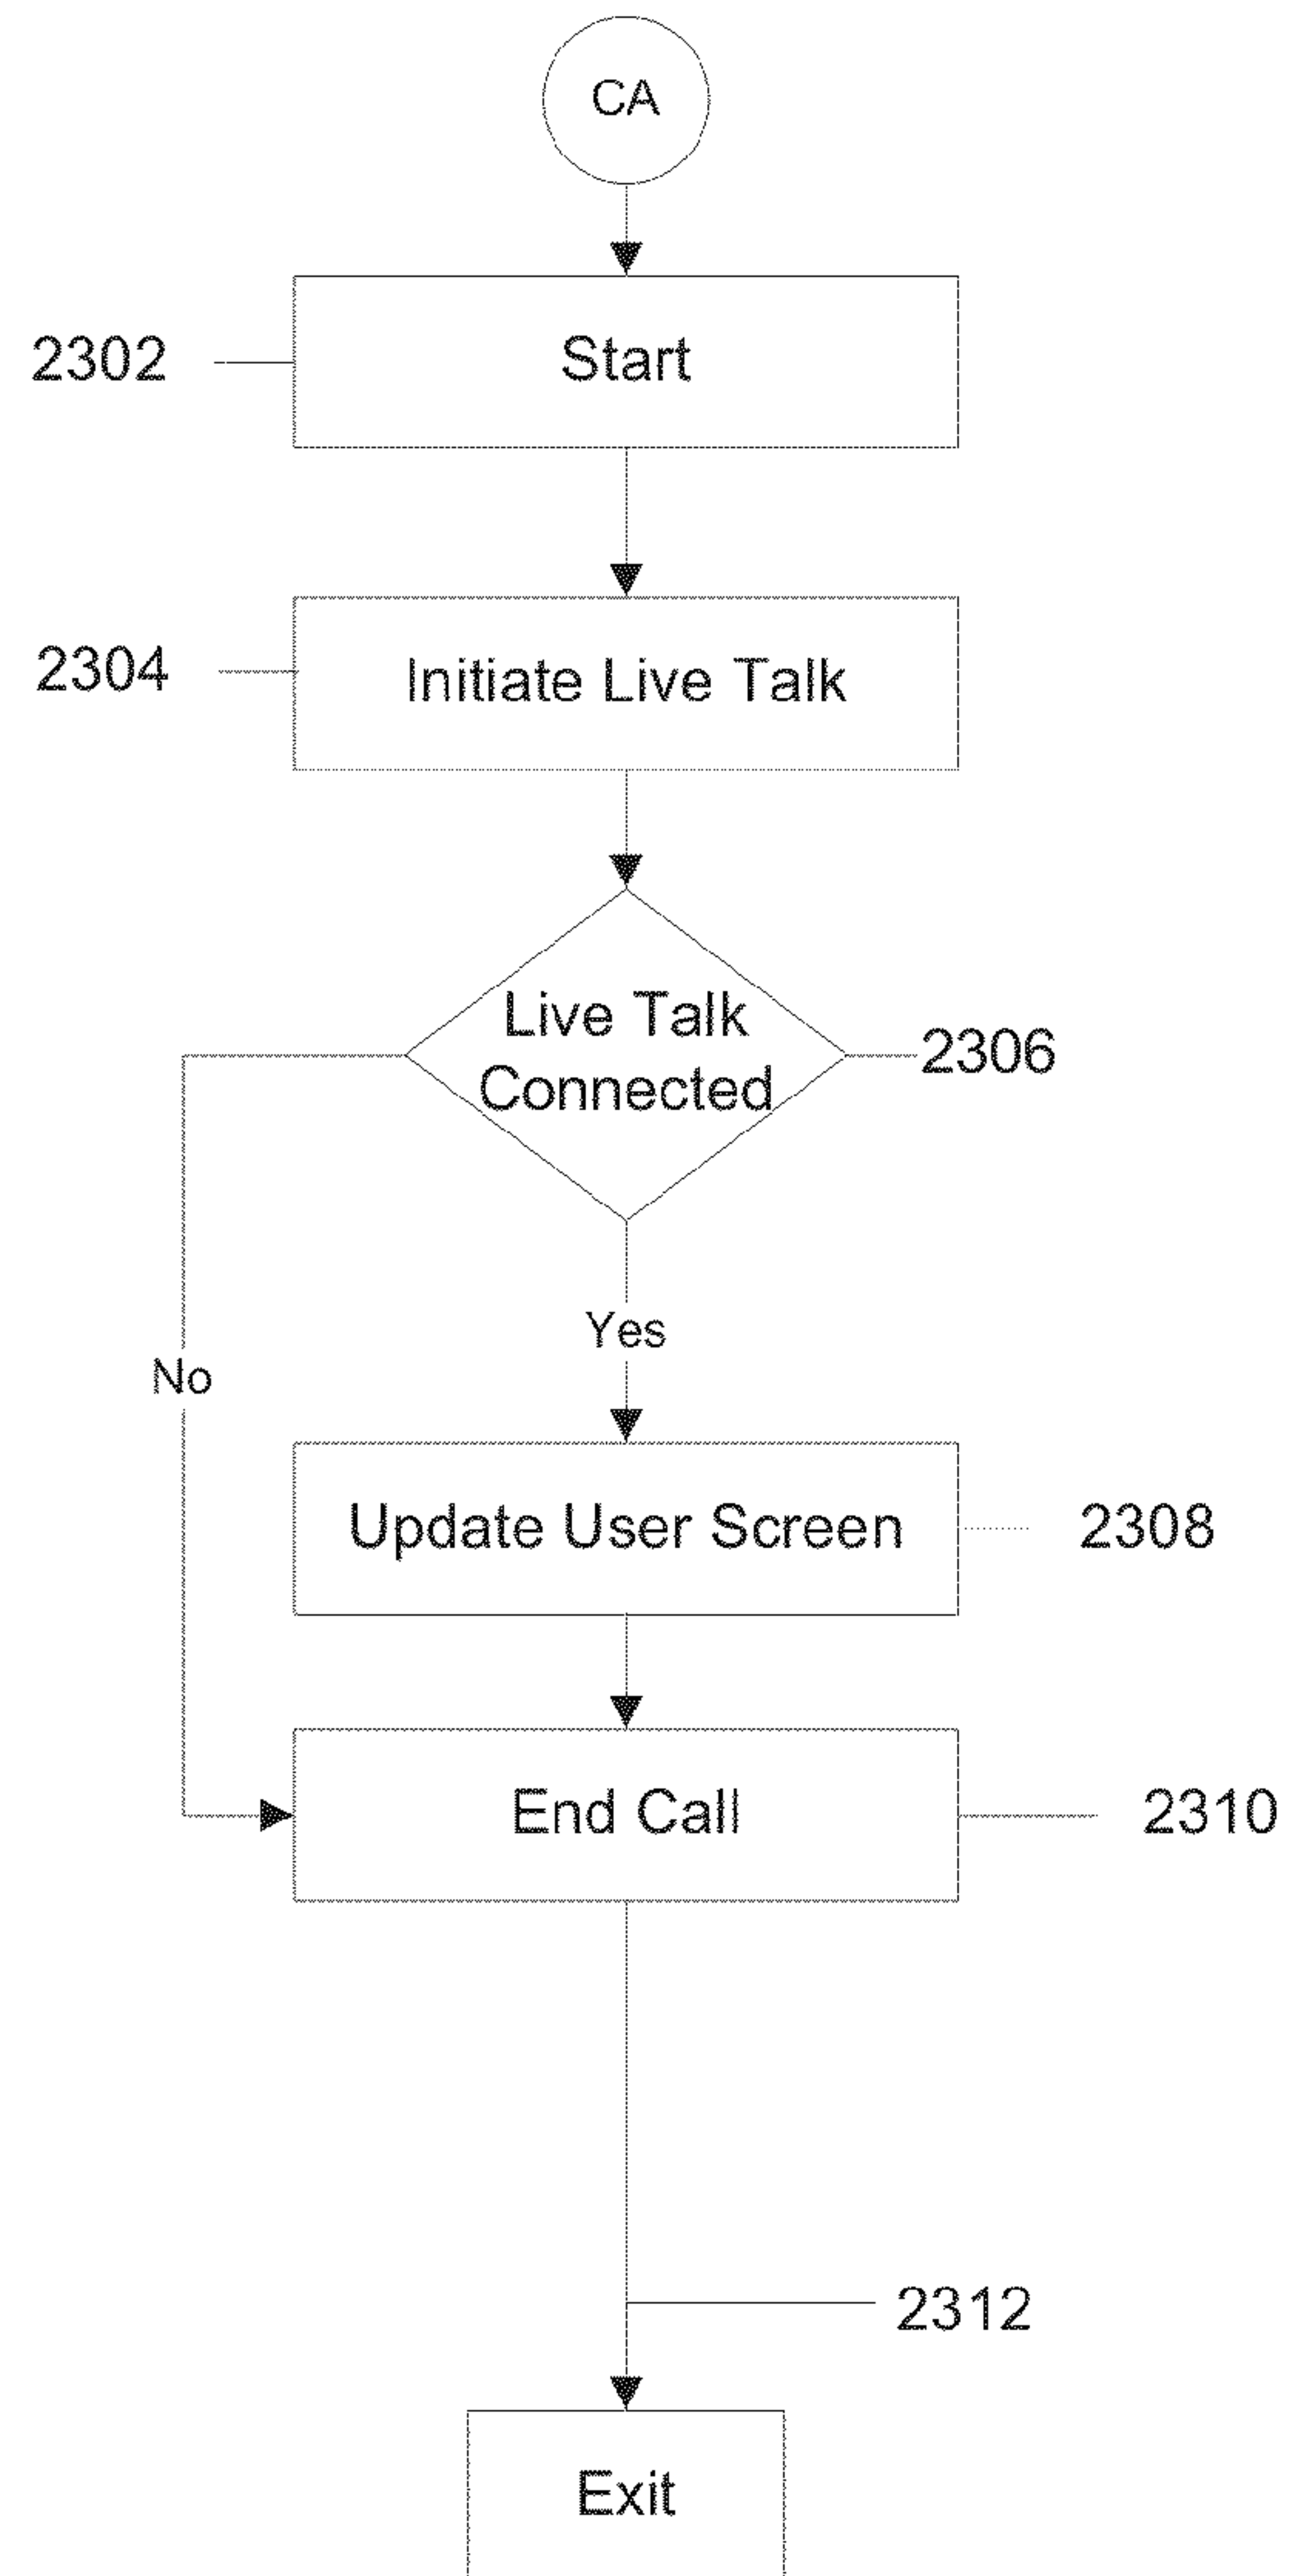 CA
2302
Start
2304
Initiate Live Talk
Live Talk
Connected
2306
Yes
No
Update User Screen
2308
End Call
2310
2312
Exit